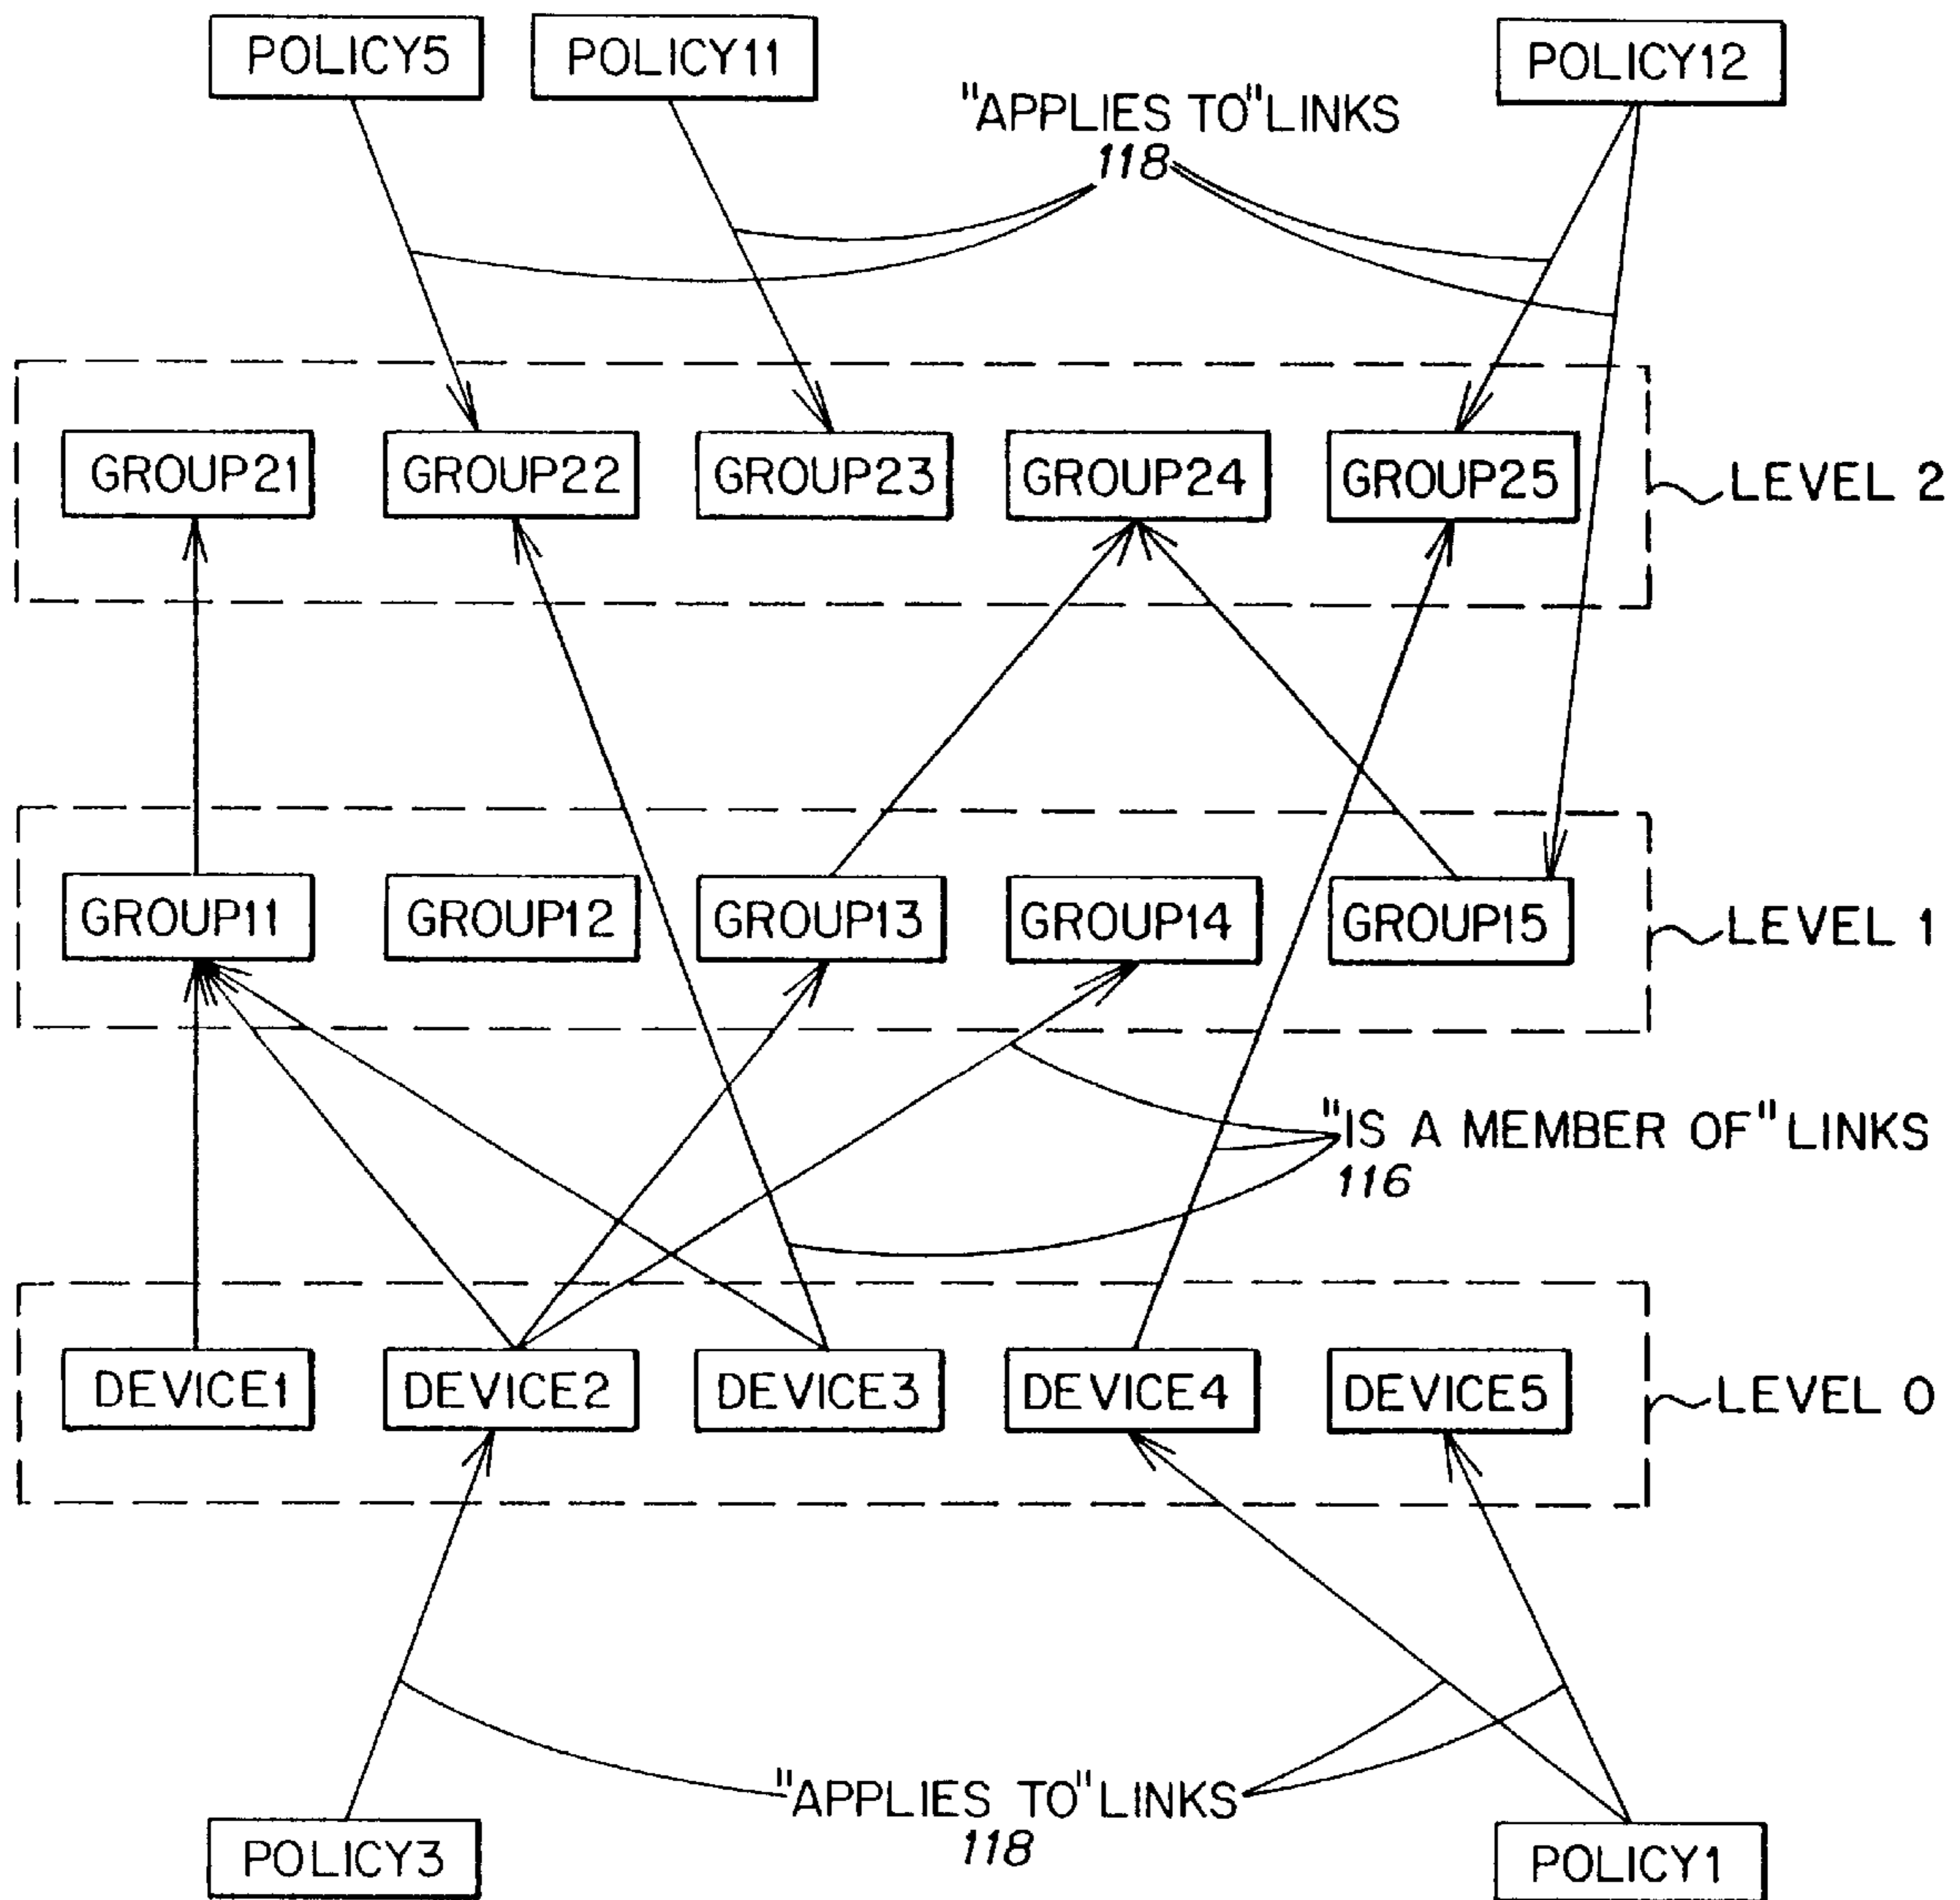 POLICY5
POLICY11
POLICY12
"APPLIES TO" LINKS
118
GROUP21
GROUP22
GROUP23
GROUP24
GROUP25
LEVEL 2
GROUP11
GROUP12
GROUP13
GROUP14
GROUP15
LEVEL 1
"IS A MEMBER OF" LINKS
116
DEVICE1
DEVICE2
DEVICE3
DEVICE4
DEVICE5
LEVEL 0
"APPLIES TO" LINKS
118
POLICY3
POLICY1